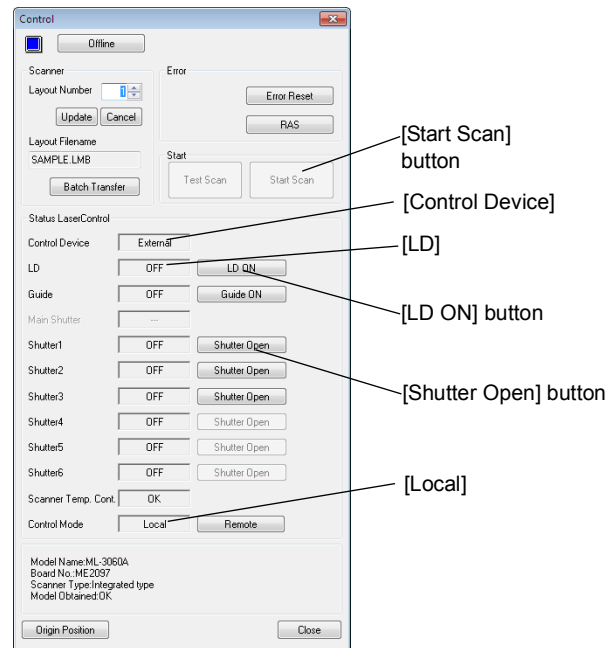 Control
Offline
Scanner
Layout Number 1
Update Cancel
Layout Filename
SAMPLE.LMB
Batch Transfer
Error
Error Reset
RAS
Start
Test Scan Start Scan
Status LaserControl
Control Device External
LD OFF LD ON
Guide OFF Guide ON
Main Shutter ---
Shutter1 OFF Shutter Open
Shutter2 OFF Shutter Open
Shutter3 OFF Shutter Open
Shutter4 OFF Shutter Open
Shutter5 OFF Shutter Open
Shutter6 OFF Shutter Open
Scanner Temp. Cont. OK
Control Mode Local Remote
Model Name:ML-3060A
Board No.:ME2097
Scanner Type:Integrated type
Model Obtained:OK
Origin Position Close
[Start Scan]
button
[Control Device]
[LD]
[LD ON] button
[Shutter Open] button
[Local]